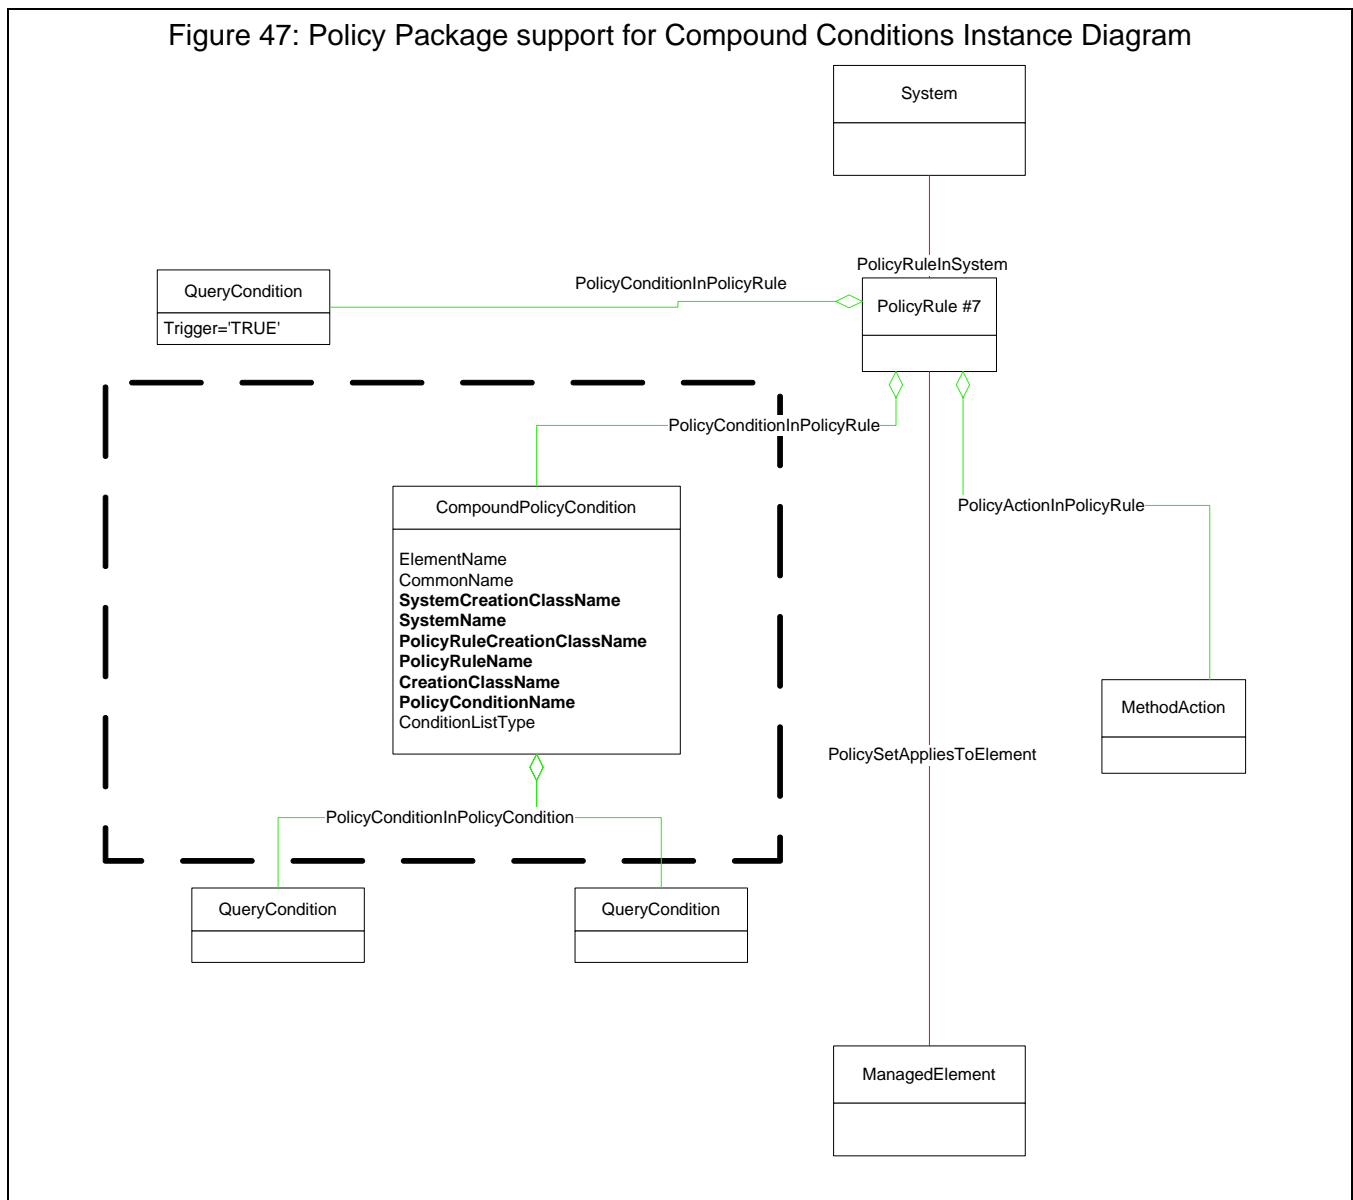 Figure 47: Policy Package support for Compound Conditions Instance Diagram
System
PolicyRuleInSystem
PolicyConditionInPolicyRule
QueryCondition
Trigger='TRUE'
PolicyRule #7
PolicyConditionInPolicyRule
CompoundPolicyCondition
ElementName
CommonName
SystemCreationClassName
SystemName
PolicyRuleCreationClassName
PolicyRuleName
CreationClassName
PolicyConditionName
ConditionListType
PolicyActionInPolicyRule
MethodAction
PolicySetAppliesToElement
PolicyConditionInPolicyCondition
QueryCondition
QueryCondition
ManagedElement